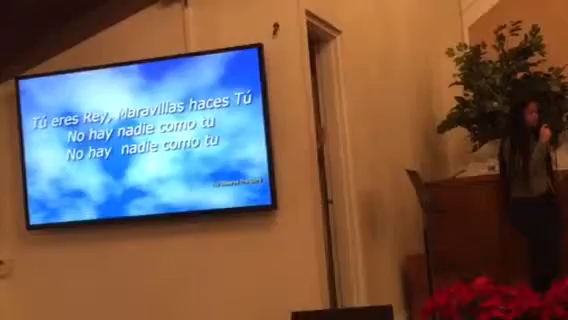 Tú eres Rey, Maravillas haces Tú
No hay nadie como tu
No hay nadie como tu